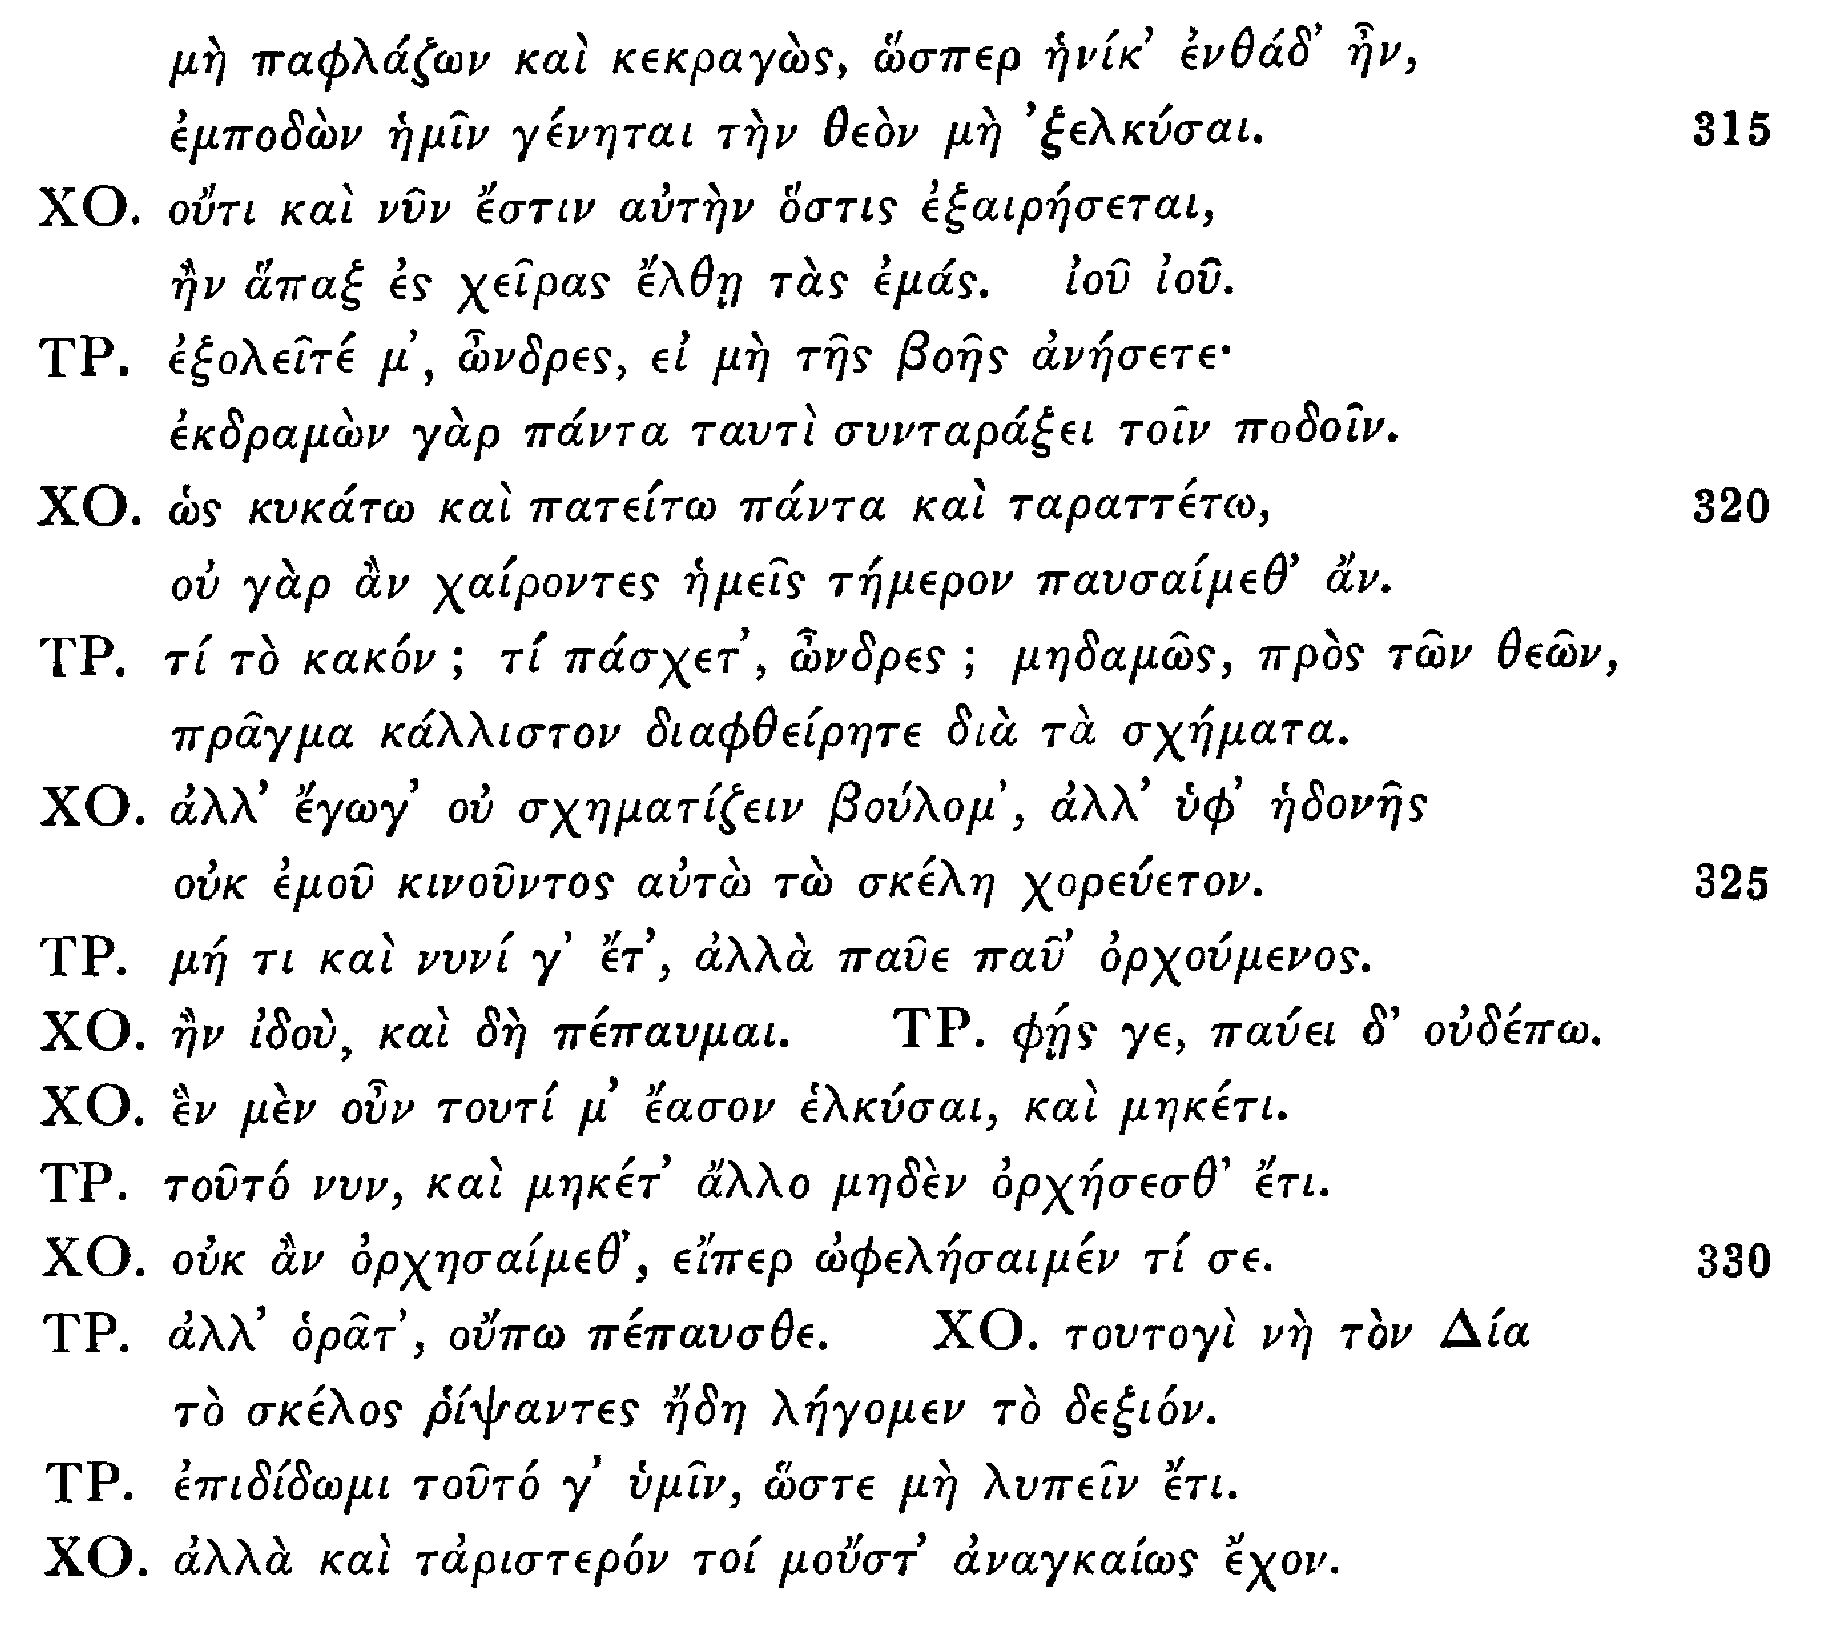 μὴ παφλάζων καὶ κεκραγὼς, ὥσπερ ἡνίκ’ ἐνθάδ’ ἦν,
ἐμποδὼν ἡμῖν γένηται τὴν θεὸν μὴ ’ξελκύσαι. 315
ΧΟ. οὔτι καὶ νῦν ἔστιν αὐτὴν ὅστις ἐξαιρήσεται,
ἢν ἅπαξ ἐς χεῖρας ἔλθῃ τὰς ἐμάς. ἰοῦ ἰοῦ.
ΤΡ. ἐξολεῖτέ μ’, ὦνδρες, εἰ μὴ τῆς βοῆς ἀνήσετε·
ἐκδραμὼν γὰρ πάντα ταυτὶ συνταράξει τοῖν ποδοῖν.
ΧΟ. ὡς κυκάτω καὶ πατείτω πάντα καὶ ταραττέτω, 320
οὐ γὰρ ἂν χαίροντες ἡμεῖς τήμερον παυσαίμεθ’ ἄν.
ΤΡ. τί τὸ κακόν; τί πάσχετ’, ὦνδρες; μηδαμῶς, πρὸς τῶν θεῶν,
πρᾶγμα κάλλιστον διαφθείρητε διὰ τὰ σχήματα.
ΧΟ. ἀλλ’ ἔγωγ’ οὐ σχηματίζειν βούλομ’, ἀλλ’ ὑφ’ ἡδονῆς
οὐκ ἐμοῦ κινοῦντος αὐτὼ τὼ σκέλη χορεύετον. 325
ΤΡ. μή τι καὶ νυνί γ’ ἔτ’, ἀλλὰ παῦε παῦ’ ὀρχούμενος.
ΧΟ. ἢν ἰδοὺ, καὶ δὴ πέπαυμαι. ΤΡ. φῄς γε, παύει δ’ οὐδέπω.
ΧΟ. ἓν μὲν οὖν τουτί μ’ ἔασον ἑλκύσαι, καὶ μηκέτι.
ΤΡ. τοῦτό νυν, καὶ μηκέτ’ ἄλλο μηδὲν ὀρχήσεσθ’ ἔτι.
ΧΟ. οὐκ ἂν ὀρχησαίμεθ’, εἴπερ ὠφελήσαιμέν τί σε. 330
ΤΡ. ἀλλ’ ὁρᾶτ’, οὔπω πέπαυσθε. ΧΟ. τουτογὶ νὴ τὸν Δία
τὸ σκέλος ῥίψαντες ἤδη λήγομεν τὸ δεξιόν.
ΤΡ. ἐπιδίδωμι τοῦτό γ’ ὑμῖν, ὥστε μὴ λυπεῖν ἔτι.
ΧΟ. ἀλλὰ καὶ τἀριστερόν τοί μοὔστ’ ἀναγκαίως ἔχον.